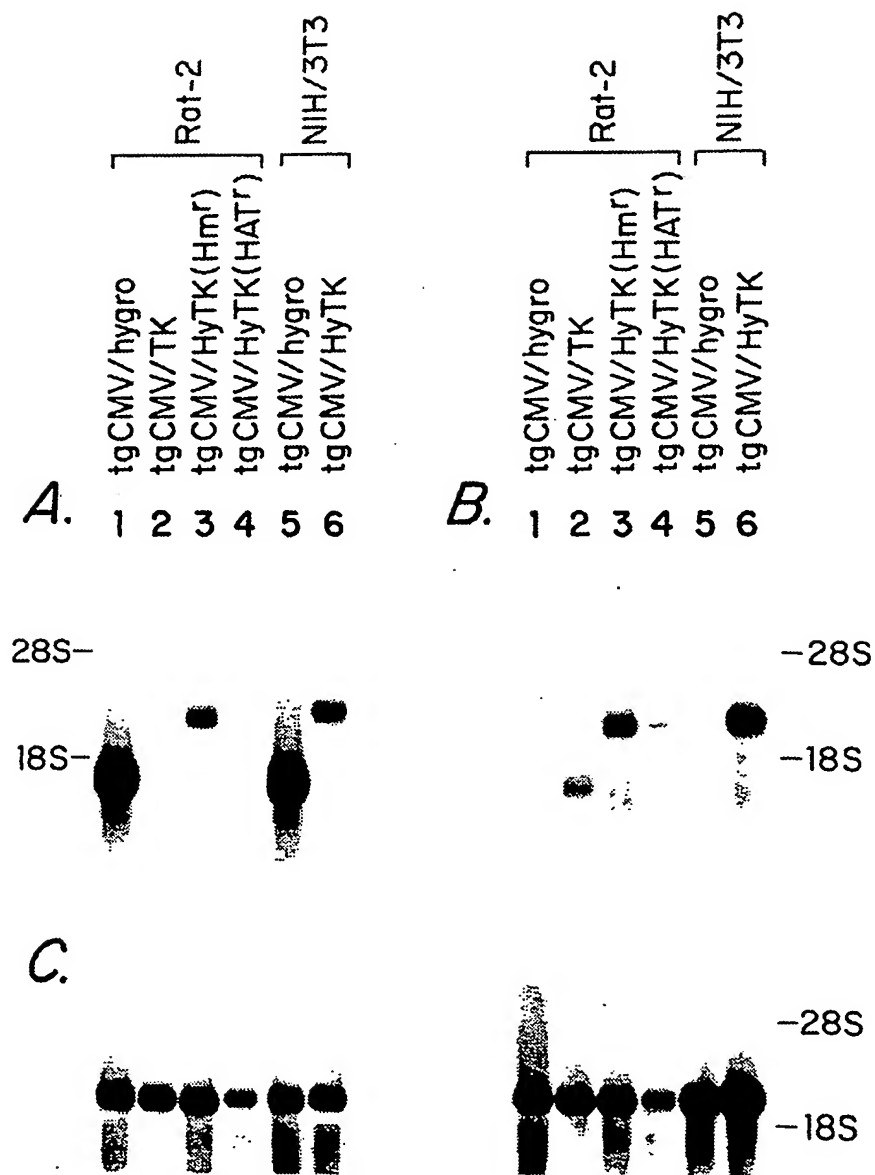 Rat-2
NIH/3T3
tgCMV/hygro
tgCMV/TK
tgCMV/HyTK(Hmr)
tgCMV/HyTK(HATr)
tgCMV/hygro
tgCMV/HyTK
A.
1 2 3 4 5 6
28S-
18S-
Rat-2
NIH/3T3
tgCMV/hygro
tgCMV/TK
tgCMV/HyTK(Hmr)
tgCMV/HyTK(HATr)
tgCMV/hygro
tgCMV/HyTK
B.
1 2 3 4 5 6
-28S
-18S
C.
-28S
-18S